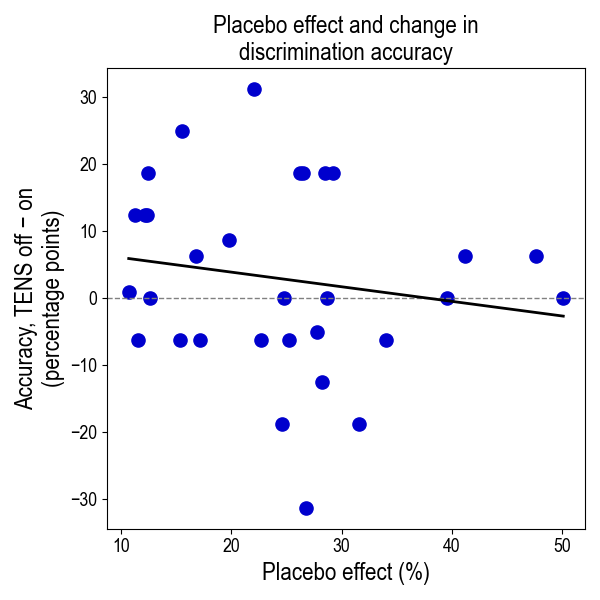 Placebo effect and change in
discrimination accuracy
Accuracy, TENS off − on
(percentage points)
30
20
10
0
−10
−20
−30
10
20
30
40
50
Placebo effect (%)